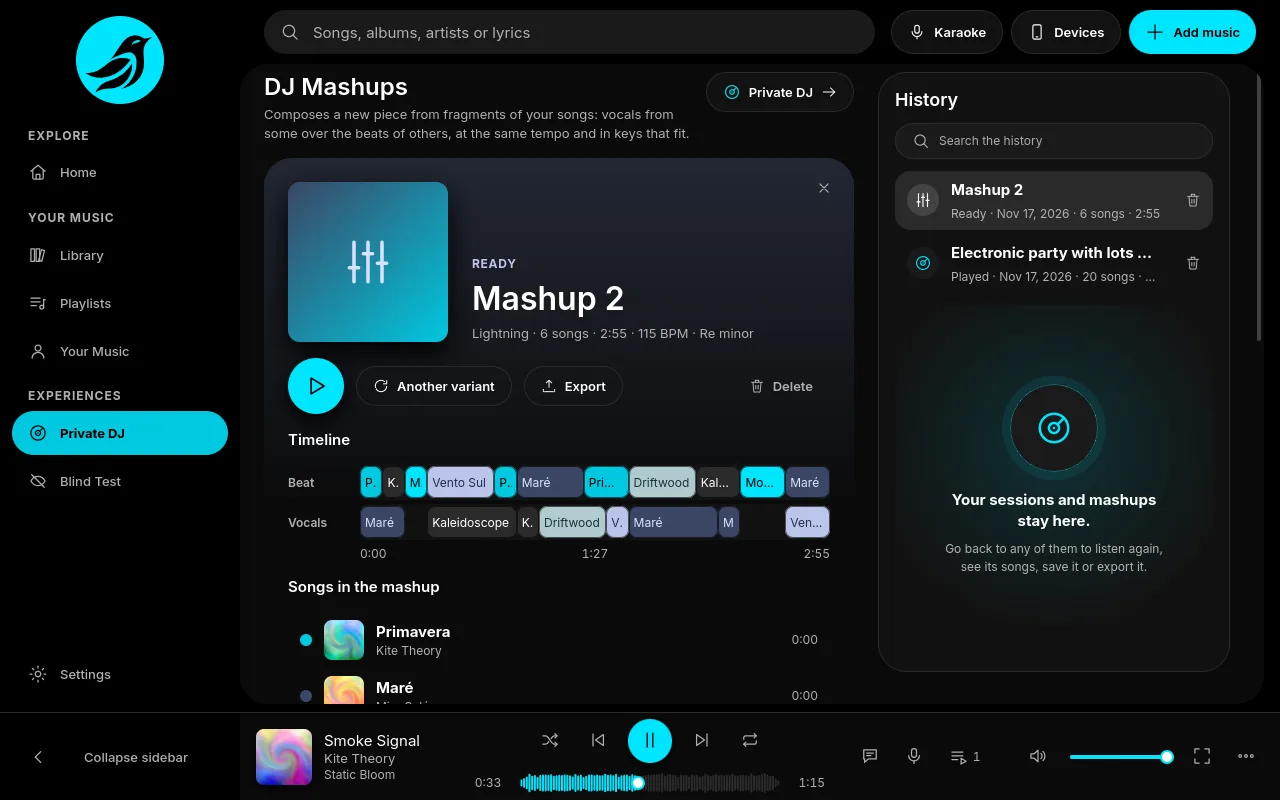 Songs, albums, artists or lyrics
Karaoke
Devices
Add music
EXPLORE
Home
YOUR MUSIC
Library
Playlists
Your Music
EXPERIENCES
Private DJ
Blind Test
Settings
Collapse sidebar
DJ Mashups
Composes a new piece from fragments of your songs: vocals from
some over the beats of others, at the same tempo and in keys that fit.
Private DJ
READY
Mashup 2
Lightning · 6 songs · 2:55 · 115 BPM · Re minor
Another variant
Export
Delete
Timeline
Beat
P.
K.
M
Vento Sul
P.
Maré
Pri...
Driftwood
Kal...
Mo...
Maré
Vocals
Maré
Kaleidoscope
K.
Driftwood
V.
Maré
M
Ven...
0:00
1:27
2:55
Songs in the mashup
Primavera
Kite Theory
0:00
Maré
0:00
History
Search the history
Mashup 2
Ready · Nov 17, 2026 · 6 songs · 2:55
Electronic party with lots ...
Played · Nov 17, 2026 · 20 songs · ...
Your sessions and mashups
stay here.
Go back to any of them to listen again,
see its songs, save it or export it.
Smoke Signal
Kite Theory
Static Bloom
0:33
1:15
1